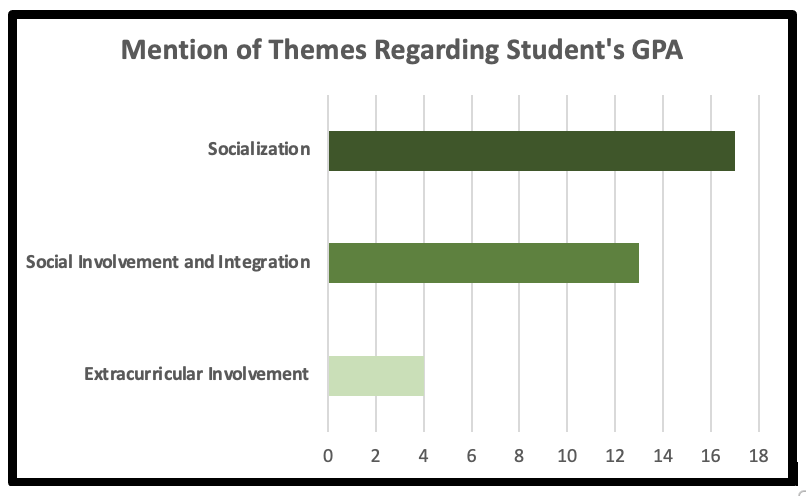 Mention of Themes Regarding Student's GPA
Socialization
Social Involvement and Integration
Extracurricular Involvement
0 2 4 6 8 10 12 14 16 18